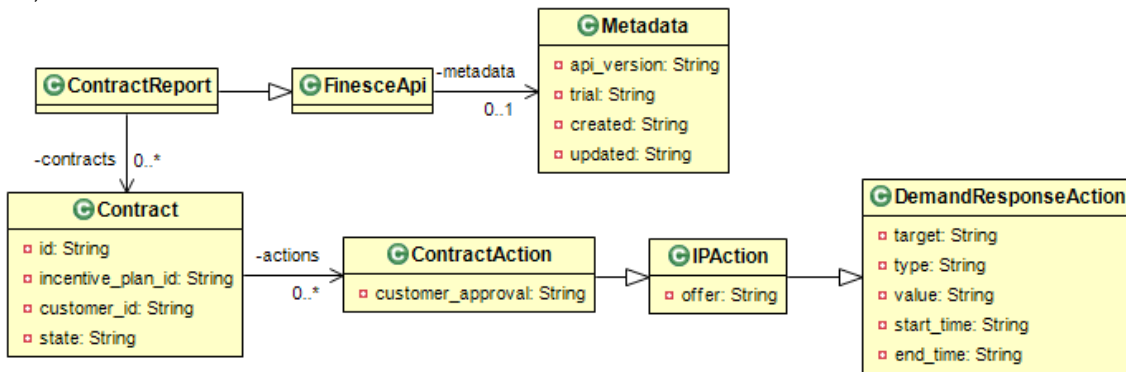 C Metadata
api_version: String
trial: String
created: String
updated: String
C ContractReport
C FinesceApi
-metadata
0..1
-contracts 0..*
C Contract
id: String
incentive_plan_id: String
customer_id: String
state: String
-actions
0..*
C ContractAction
customer_approval: String
C IPAction
offer: String
C DemandResponseAction
target: String
type: String
value: String
start_time: String
end_time: String